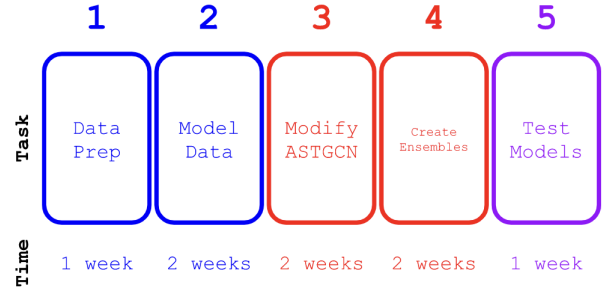 1 2 3 4 5
Task
Data
Prep
Model
Data
Modify
ASTGCN
Create
Ensembles
Test
Models
Time
1 week 2 weeks 2 weeks 2 weeks 1 week